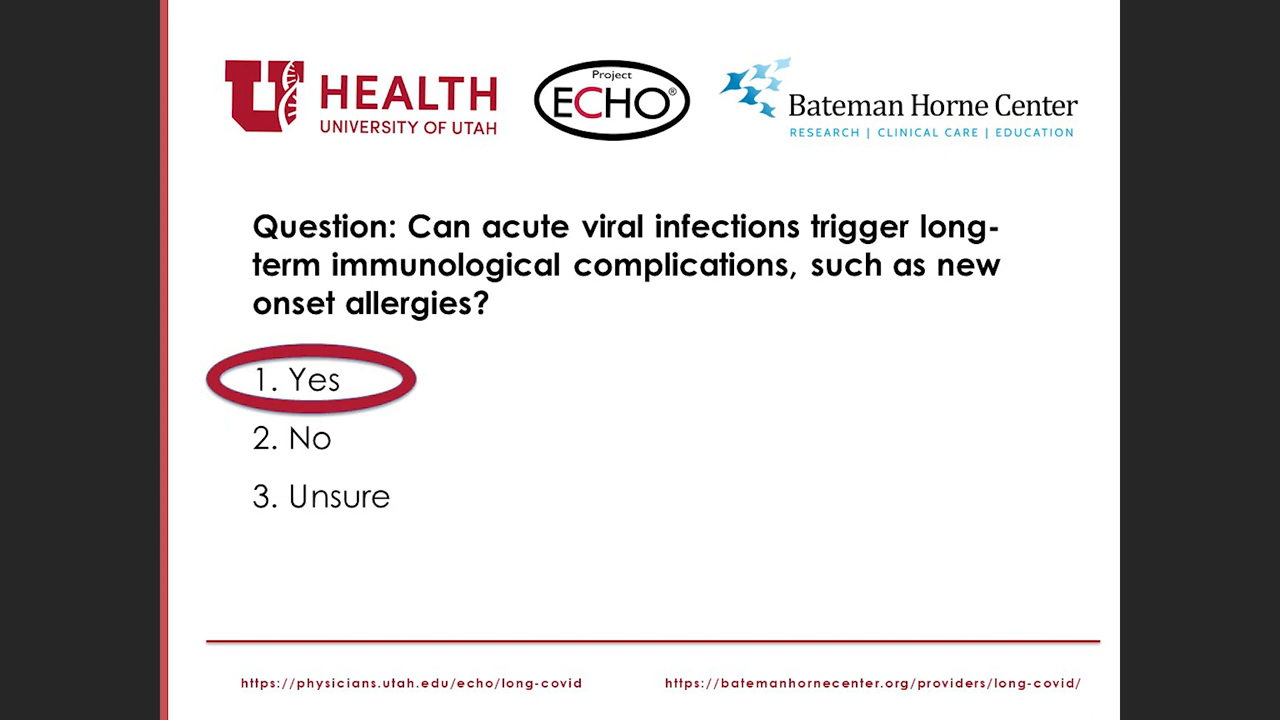 U HEALTH
UNIVERSITY OF UTAH
Project
ECHO®
Bateman Horne Center
RESEARCH | CLINICAL CARE | EDUCATION
Question: Can acute viral infections trigger long-
term immunological complications, such as new
onset allergies?
1. Yes
2. No
3. Unsure
https://physicians.utah.edu/echo/long-covid
https://batemanhornecenter.org/providers/long-covid/